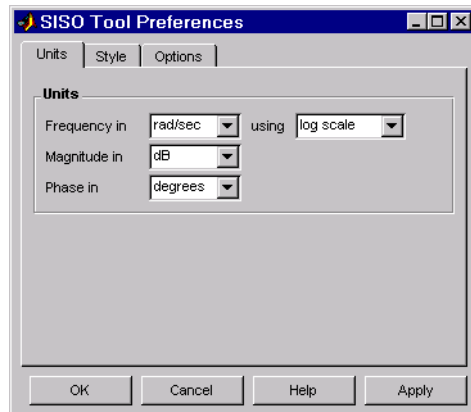 SISO Tool Preferences
Units Style Options
Units
Frequency in rad/sec using log scale
Magnitude in dB
Phase in degrees
OK Cancel Help Apply